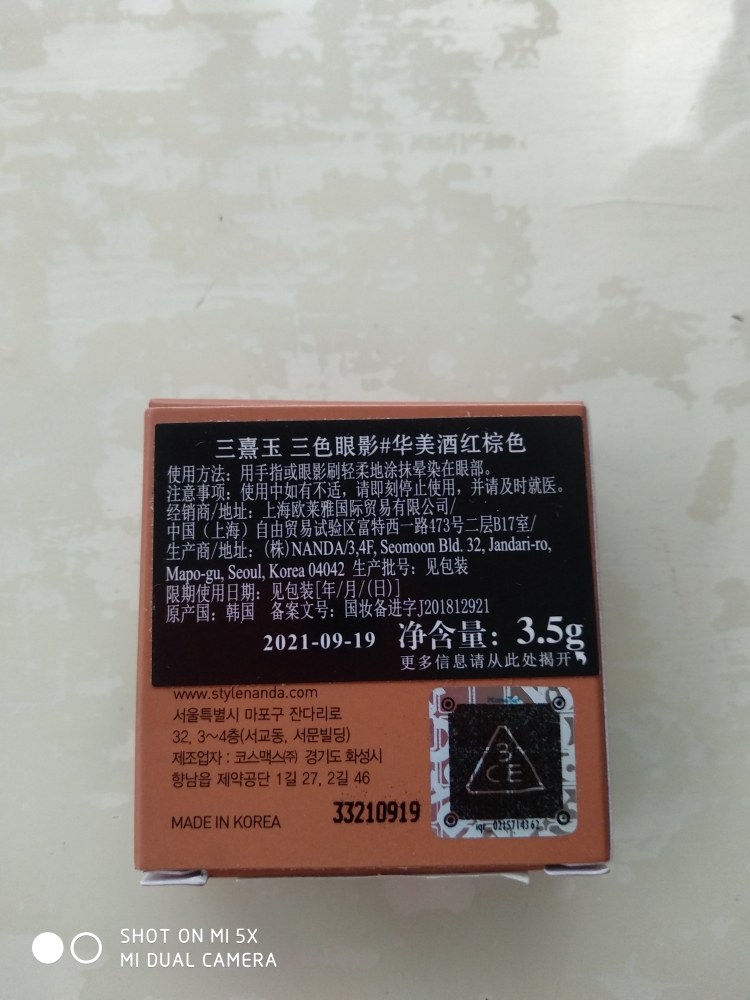 三熹玉 三色眼影#华美酒红棕色
使用方法：用手指或眼影刷轻柔地涂抹晕染在眼部。
注意事项：使用中如有不适，请即刻停止使用，并请及时就医。
经销商/地址：上海欧莱雅国际贸易有限公司/
中国（上海）自由贸易试验区富特西一路473号二层B17室/
生产商/地址：(株)NANDA/3,4F, Seomoon Bld. 32, Jandari-ro,
Mapo-gu, Seoul, Korea 04042 生产批号：见包装
限期使用日期：见包装[年/月/(日)]
原产国：韩国 备案文号：国妆备进字J201812921
2021-09-19 净含量：3.5g
更多信息请从此处揭开
www.stylenanda.com
서울특별시 마포구 잔다리로
32, 3~4층(서교동, 서문빌딩)
제조업자 : 코스맥스㈜ 경기도 화성시
향남읍 제약공단 1길 27, 2길 46
MADE IN KOREA
33210919
3
CE
iqr 0215714362
SHOT ON MI 5X
MI DUAL CAMERA